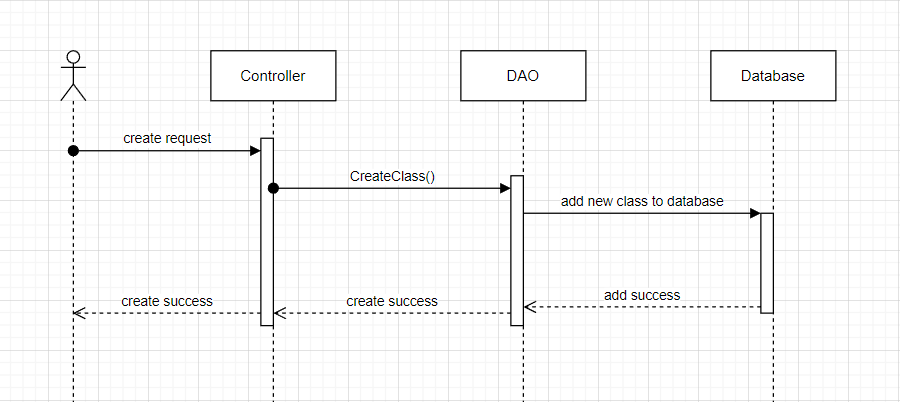 Controller
DAO
Database
create request
CreateClass()
add new class to database
add success
create success
create success